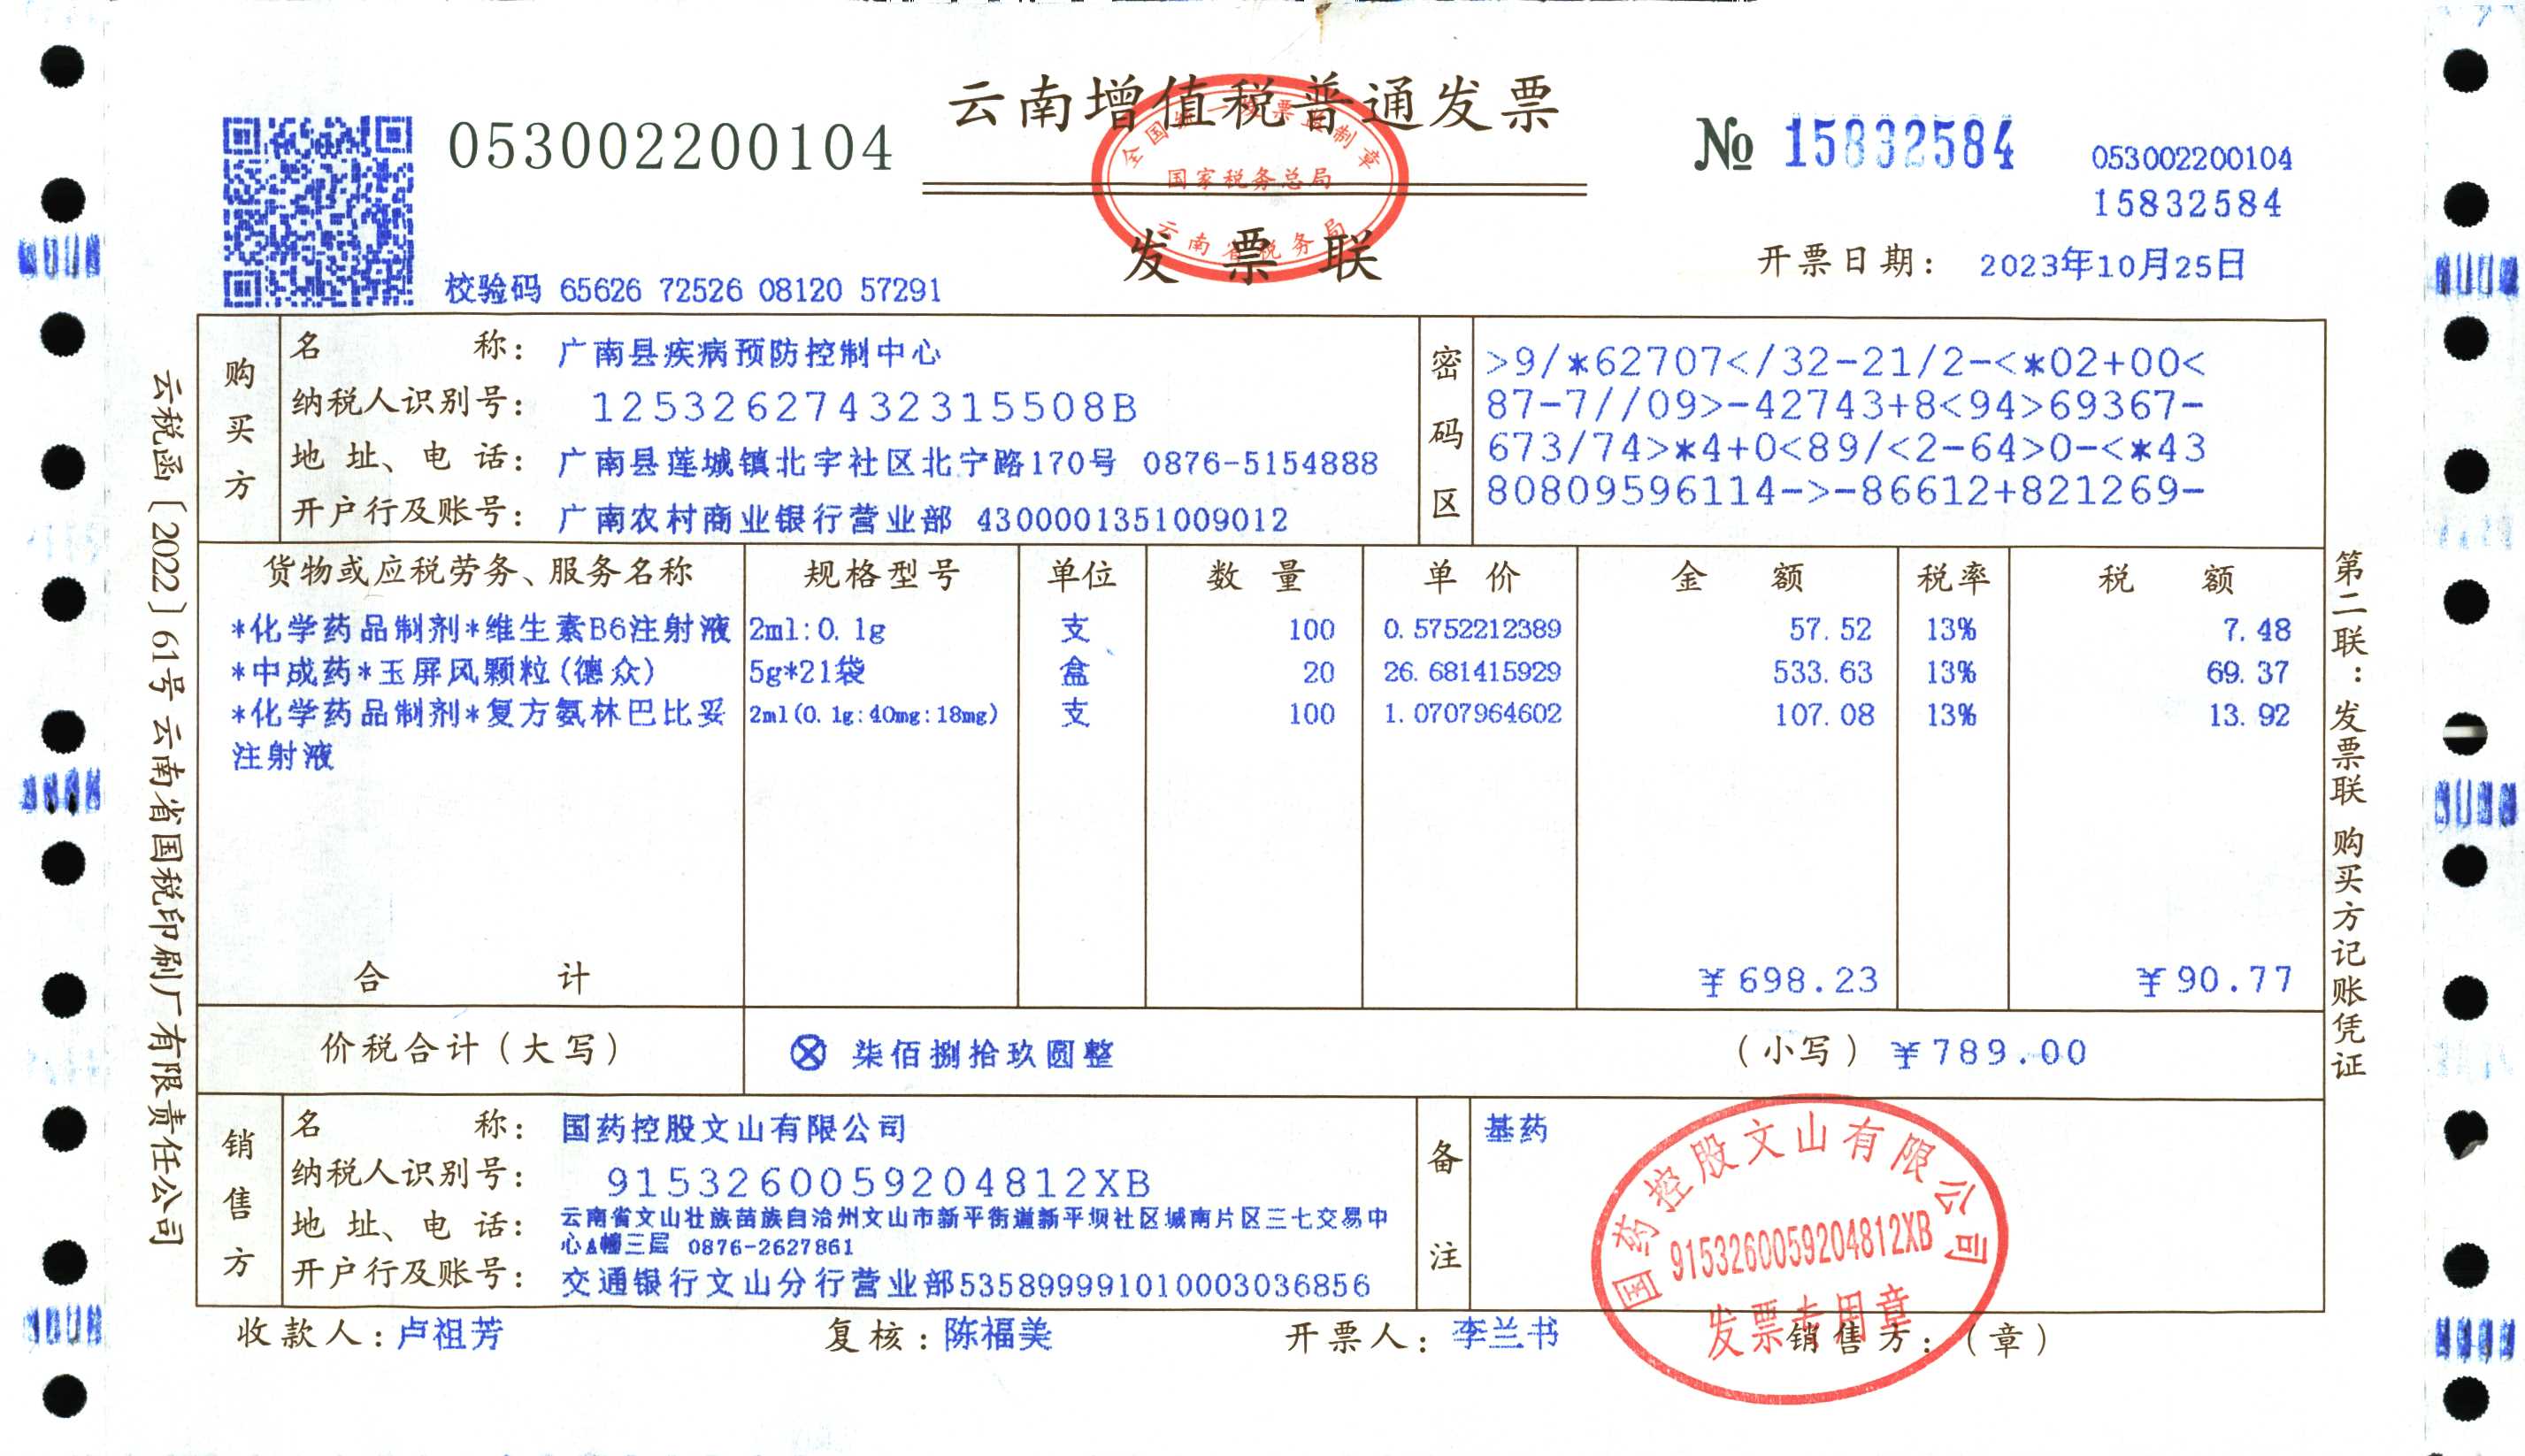 云南增值税普通发票
053002200104
№ 15832584
053002200104
15832584
全国统一发票监制章
国家税务总局
云南省税务局
发票联
开票日期： 2023年10月25日
校验码 65626 72526 08120 57291
购买方
名 称： 广南县疾病预防控制中心
纳税人识别号： 12532627432315508B
地 址、电 话： 广南县莲城镇北宁社区北宁路170号 0876-5154888
开户行及账号： 广南农村商业银行营业部 4300001351009012
密码区
>9/*62707</32-21/2-<*02+00<
87-7//09>-42743+8<94>69367-
673/74>*4+0<89/<2-64>0-<*43
80809596114->-86612+821269-
货物或应税劳务、服务名称 规格型号 单位 数 量 单 价 金 额 税率 税 额
*化学药品制剂*维生素B6注射液 2ml:0.1g 支 100 0.5752212389 57.52 13% 7.48
*中成药*玉屏风颗粒(德众) 5g*21袋 盒 20 26.681415929 533.63 13% 69.37
*化学药品制剂*复方氨林巴比妥 2ml(0.1g:40mg:18mg) 支 100 1.0707964602 107.08 13% 13.92
注射液
合 计 ￥698.23 ￥90.77
价税合计（大写） ⊗ 柒佰捌拾玖圆整 （小写）￥789.00
销售方
名 称： 国药控股文山有限公司
纳税人识别号： 9153260059204812XB
地 址、电 话： 云南省文山壮族苗族自治州文山市新平街道新平坝社区城南片区三七交易中
心A幢三层 0876-2627861
开户行及账号： 交通银行文山分行营业部535899991010003036856
备注
基药
国药控股文山有限公司
9153260059204812XB
发票专用章
收款人：卢祖芳 复核：陈福美 开票人：李兰书 销售方：（章）
云税函〔2022〕61号云南省国税印刷厂有限责任公司
第二联：发票联 购买方记账凭证